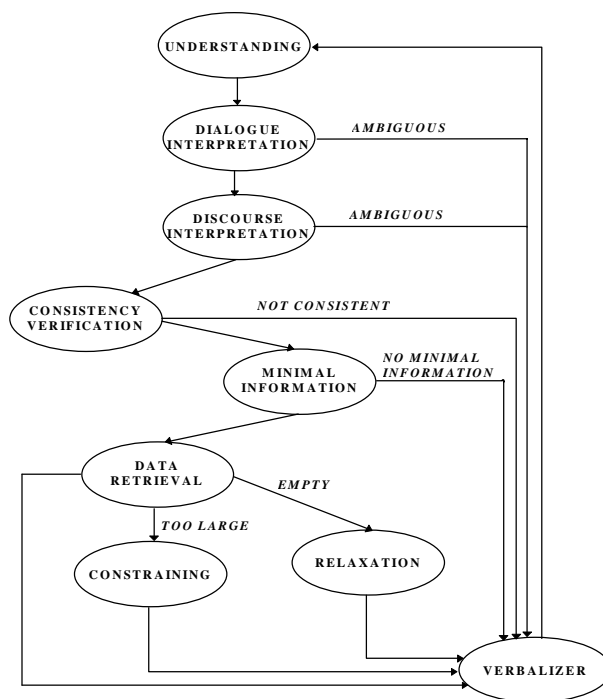 UNDERSTANDING
DIALOGUE
INTERPRETATION
AMBIGUOUS
DISCOURSE
INTERPRETATION
AMBIGUOUS
CONSISTENCY
VERIFICATION
NOT CONSISTENT
MINIMAL
INFORMATION
NO MINIMAL
INFORMATION
DATA
RETRIEVAL
EMPTY
TOO LARGE
CONSTRAINING
RELAXATION
VERBALIZER